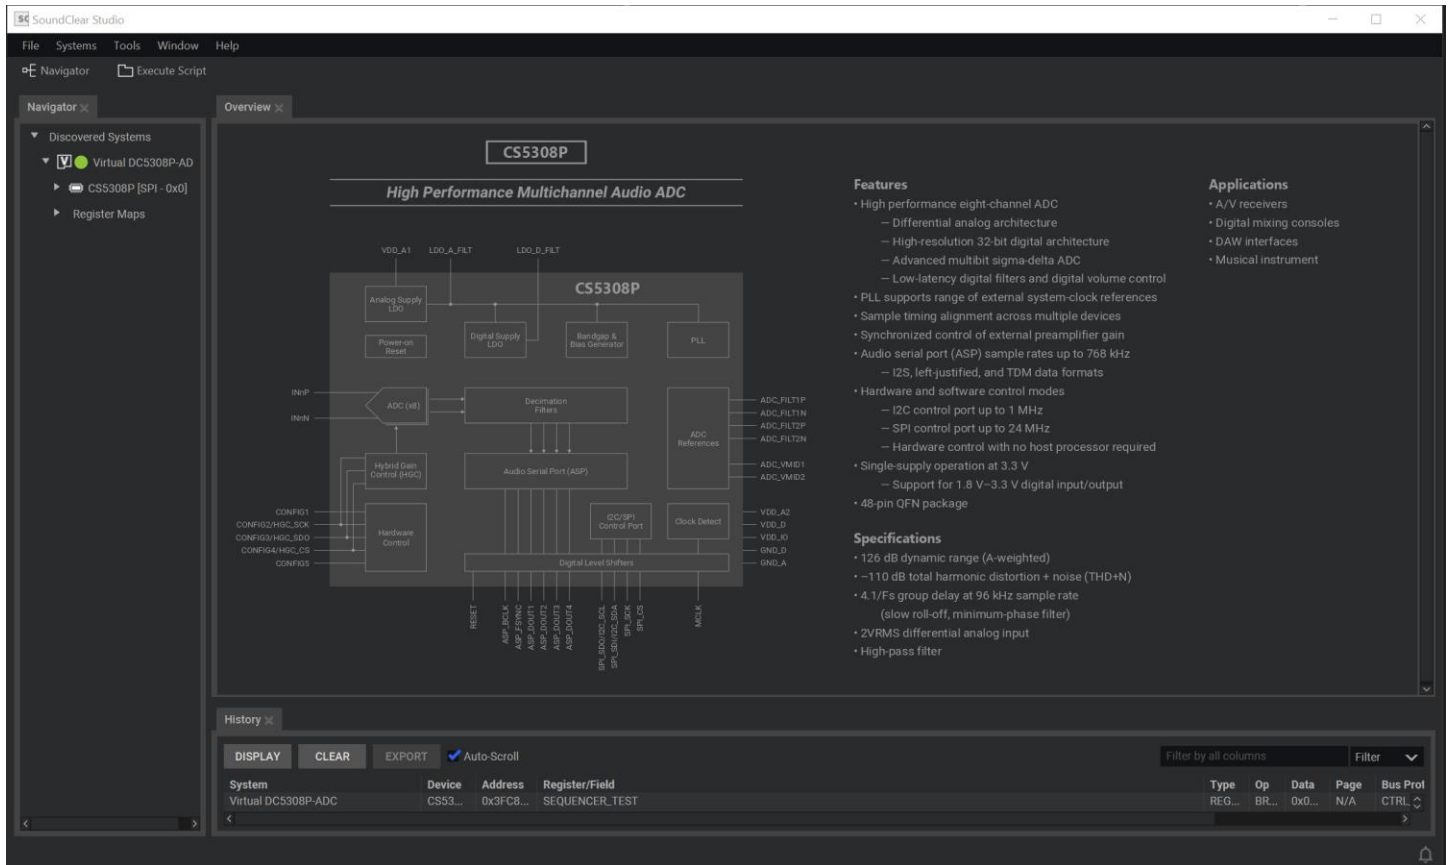 SC SoundClear Studio
File Systems Tools Window Help
Navigator Execute Script
Navigator
Discovered Systems
Virtual DC5308P-AD
CS5308P [SPI - 0x0]
Register Maps
Overview
CS5308P
High Performance Multichannel Audio ADC
VDD_A1 LDO_A_FILT LDO_D_FILT
CS5308P
Analog Supply
LDO
Power-on
Reset
Digital Supply
LDO
Bandgap &
Bias Generator
PLL
INnP
INnN
ADC (x8)
Decimation
Filters
ADC
References
ADC_FILT1P
ADC_FILT1N
ADC_FILT2P
ADC_FILT2N
ADC_VMID1
ADC_VMID2
Hybrid Gain
Control (HGC)
Audio Serial Port (ASP)
CONFIG1
CONFIG2/HGC_SCK
CONFIG3/HGC_SDO
CONFIG4/HGC_CS
CONFIG5
Hardware
Control
I2C/SPI
Control Port
Clock Detect
VDD_A2
VDD_D
VDD_IO
GND_D
GND_A
Digital Level Shifters
RESET
ASP_BCLK
ASP_FSYNC
ASP_DOUT1
ASP_DOUT2
ASP_DOUT3
ASP_DOUT4
SPI_SDO/I2C_SCL
SPI_SDI/I2C_SDA
SPI_SCK
SPI_CS
MCLK
Features
• High performance eight-channel ADC
— Differential analog architecture
— High-resolution 32-bit digital architecture
— Advanced multibit sigma-delta ADC
— Low-latency digital filters and digital volume control
• PLL supports range of external system-clock references
• Sample timing alignment across multiple devices
• Synchronized control of external preamplifier gain
• Audio serial port (ASP) sample rates up to 768 kHz
— I2S, left-justified, and TDM data formats
• Hardware and software control modes
— I2C control port up to 1 MHz
— SPI control port up to 24 MHz
— Hardware control with no host processor required
• Single-supply operation at 3.3 V
— Support for 1.8 V–3.3 V digital input/output
• 48-pin QFN package
Specifications
• 126 dB dynamic range (A-weighted)
• −110 dB total harmonic distortion + noise (THD+N)
• 4.1/Fs group delay at 96 kHz sample rate
(slow roll-off, minimum-phase filter)
• 2VRMS differential analog input
• High-pass filter
Applications
• A/V receivers
• Digital mixing consoles
• DAW interfaces
• Musical instrument
History
DISPLAY CLEAR EXPORT Auto-Scroll Filter by all columns Filter
System Device Address Register/Field Type Op Data Page Bus Prot
Virtual DC5308P-ADC CS53... 0x3FC8... SEQUENCER_TEST REG... BR... 0x0... N/A CTRL